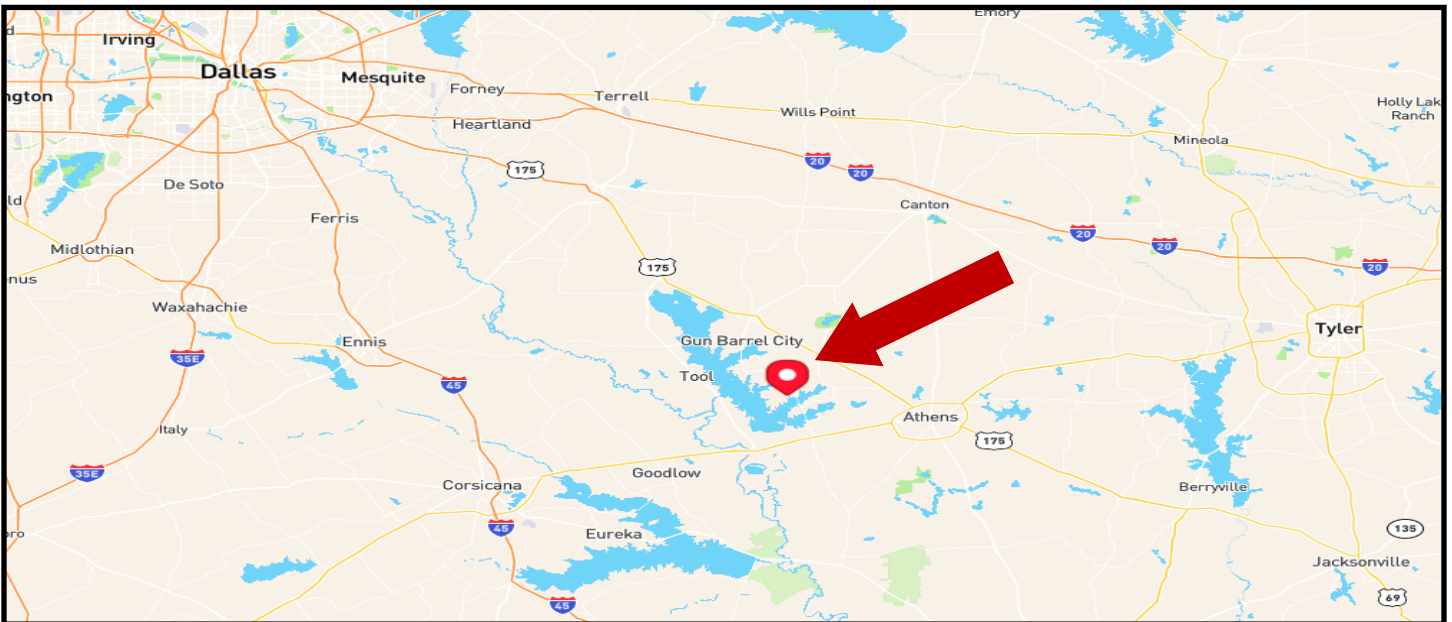 Emory
Irving
Dallas
Mesquite
Forney
Terrell
ngton
Holly Lak
Ranch
Wills Point
Heartland
Mineola
20
175
20
De Soto
ld
Canton
Ferris
20
20
Midlothian
175
20
nus
Waxahachie
Tyler
Ennis
Gun Barrel City
35E
Tool
45
Athens
Italy
175
35E
Goodlow
Corsicana
Berryville
45
135
Eureka
oro
Jacksonville
69
45